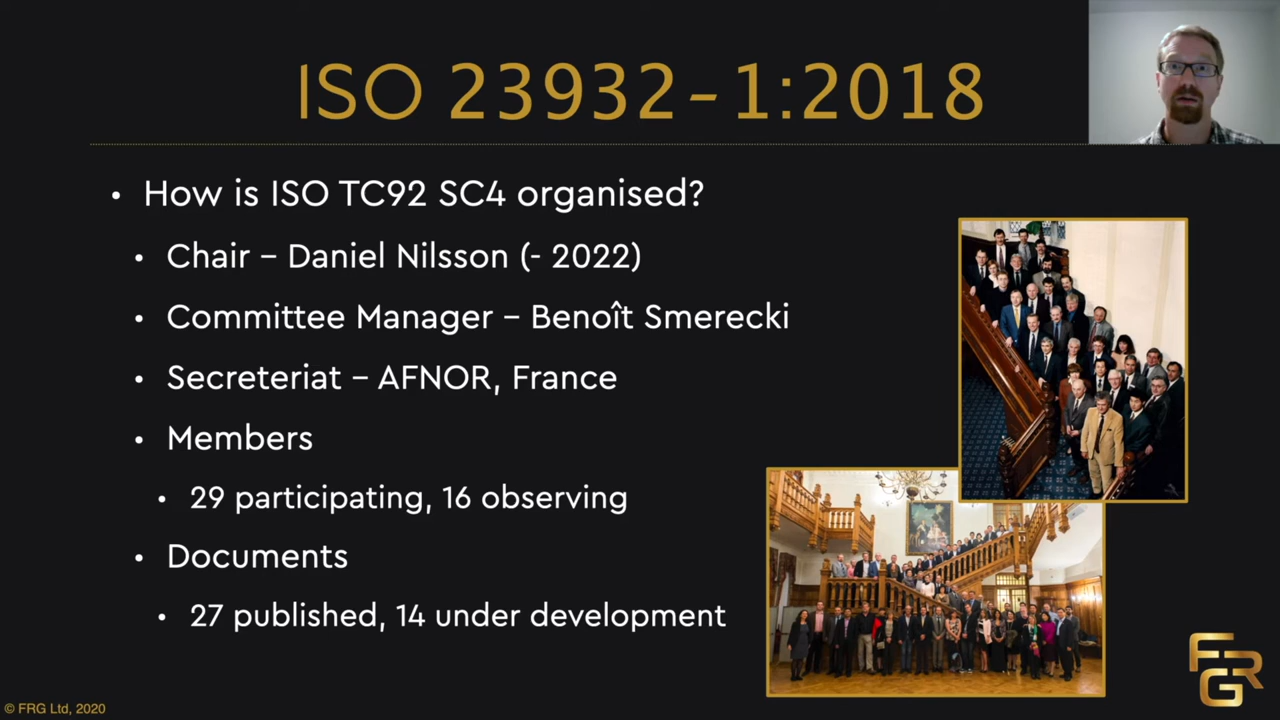 ISO 23932-1:2018
• How is ISO TC92 SC4 organised?
• Chair – Daniel Nilsson (- 2022)
• Committee Manager – Benoît Smerecki
• Secreteriat – AFNOR, France
• Members
• 29 participating, 16 observing
• Documents
• 27 published, 14 under development
FRG
© FRG Ltd, 2020